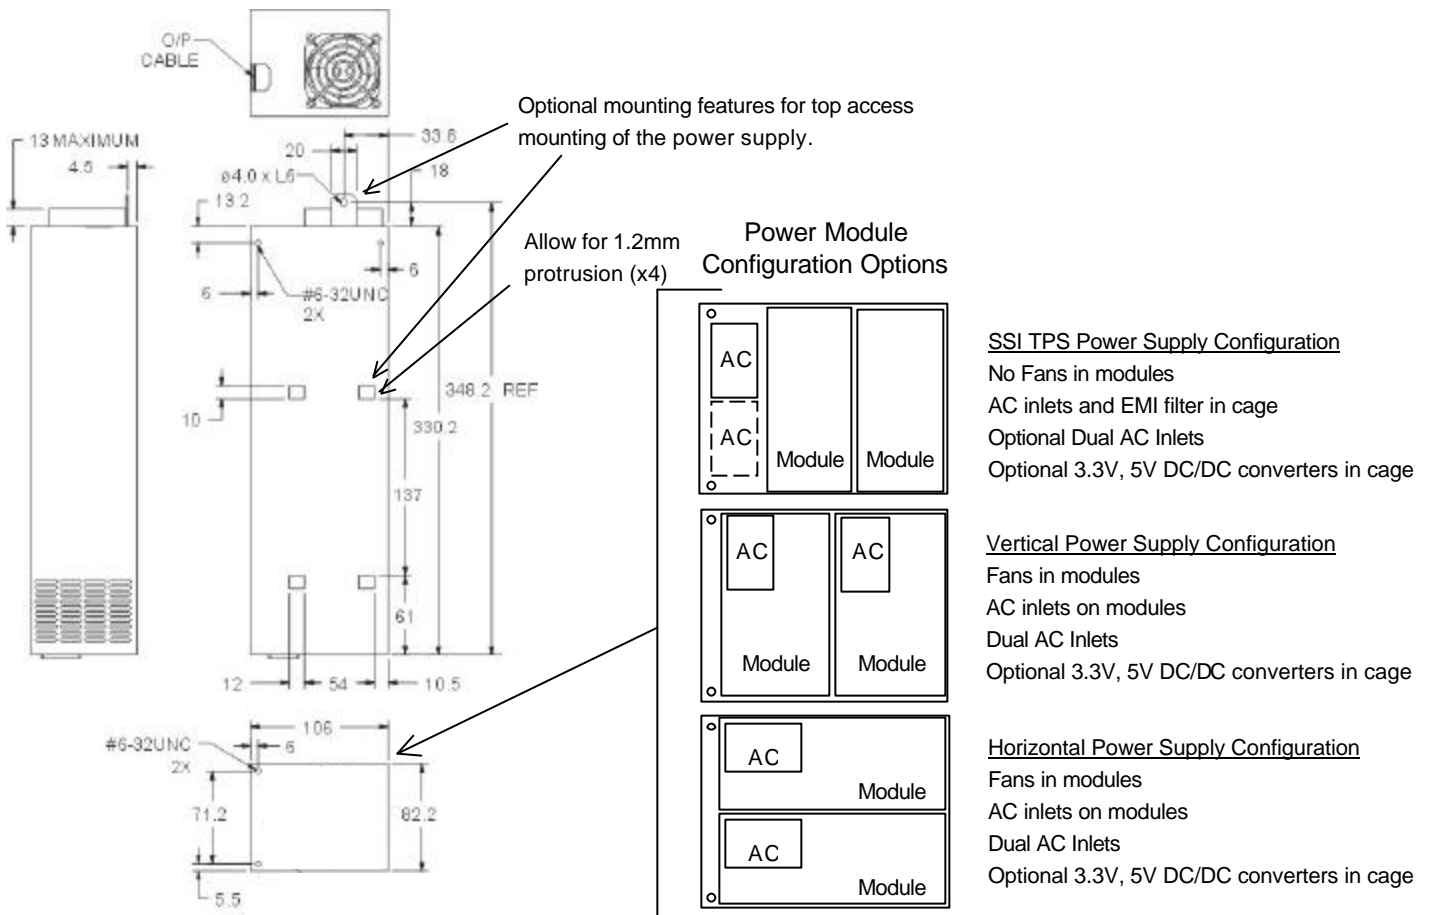 O/P
CABLE
Optional mounting features for top access
mounting of the power supply.
33.6
13 MAXIMUM
20
4.5
18
ø4.0 x L6
13.2
Power Module
Configuration Options
Allow for 1.2mm
protrusion (x4)
6
6
#6-32UNC
2X
AC
AC
Module
Module
SSI TPS Power Supply Configuration
No Fans in modules
AC inlets and EMI filter in cage
Optional Dual AC Inlets
Optional 3.3V, 5V DC/DC converters in cage
348.2 REF
10
330.2
137
AC
AC
Module
Module
Vertical Power Supply Configuration
Fans in modules
AC inlets on modules
Dual AC Inlets
Optional 3.3V, 5V DC/DC converters in cage
61
12
54
10.5
106
#6-32UNC
2X
6
71.2
82.2
5.5
AC
Module
AC
Module
Horizontal Power Supply Configuration
Fans in modules
AC inlets on modules
Dual AC Inlets
Optional 3.3V, 5V DC/DC converters in cage